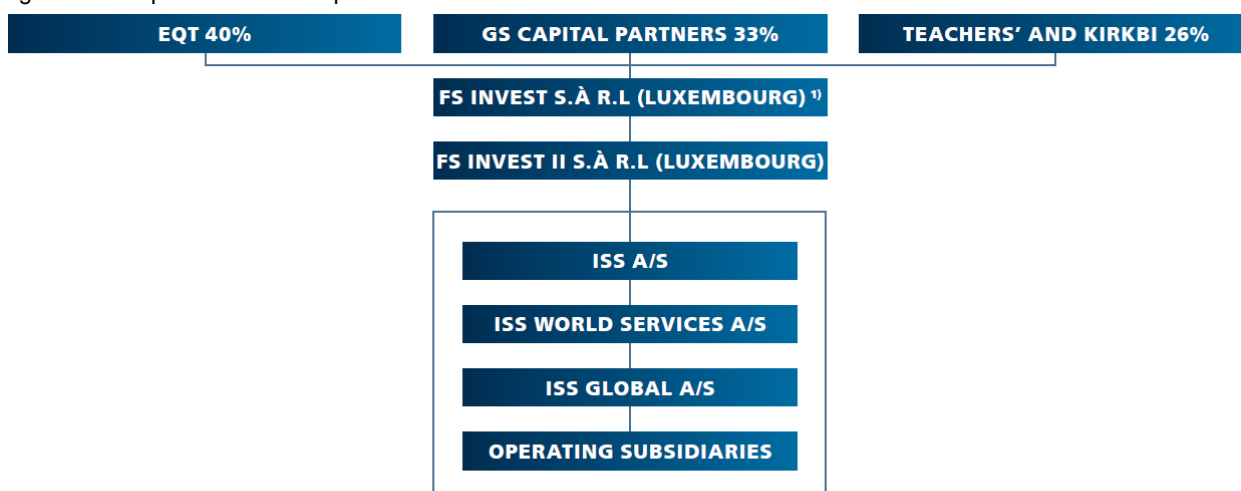 EQT 40%
GS CAPITAL PARTNERS 33%
TEACHERS' AND KIRKBI 26%
FS INVEST S.À R.L (LUXEMBOURG) ¹⁾
FS INVEST II S.À R.L (LUXEMBOURG)
ISS A/S
ISS WORLD SERVICES A/S
ISS GLOBAL A/S
OPERATING SUBSIDIARIES